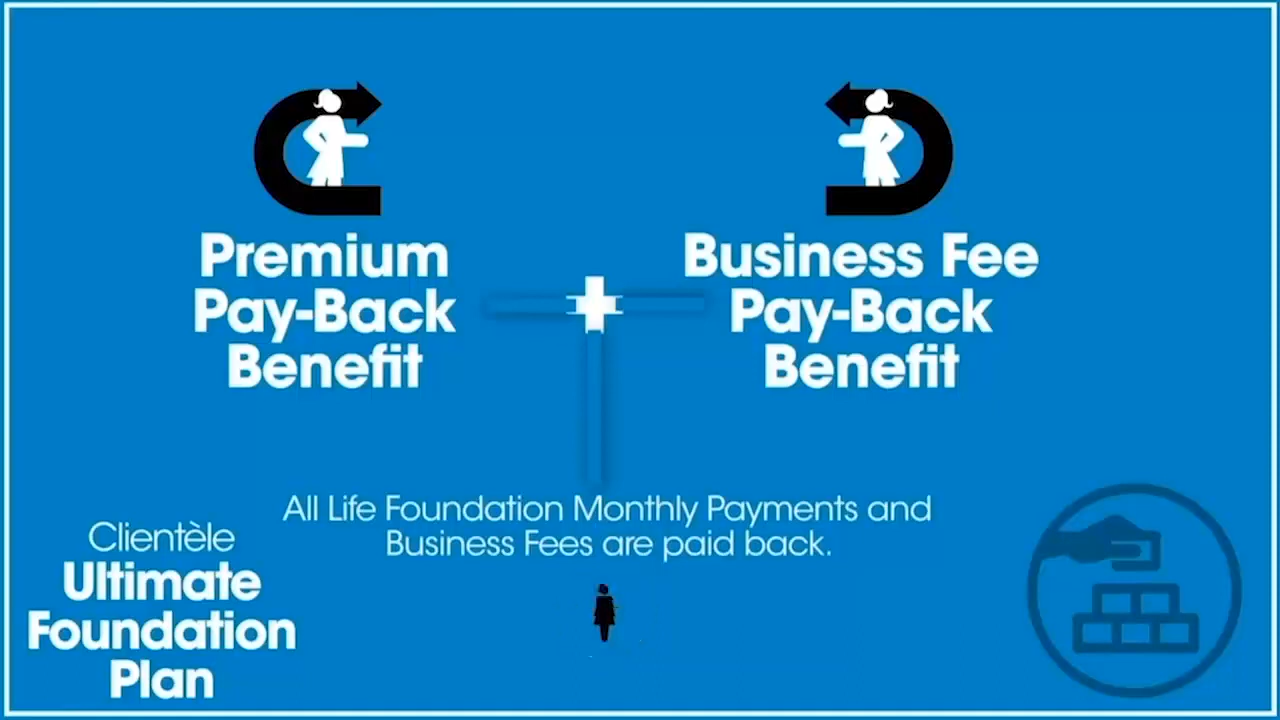 Premium
Pay-Back
Benefit
Business Fee
Pay-Back
Benefit
All Life Foundation Monthly Payments and
Business Fees are paid back.
Clientèle
Ultimate
Foundation
Plan